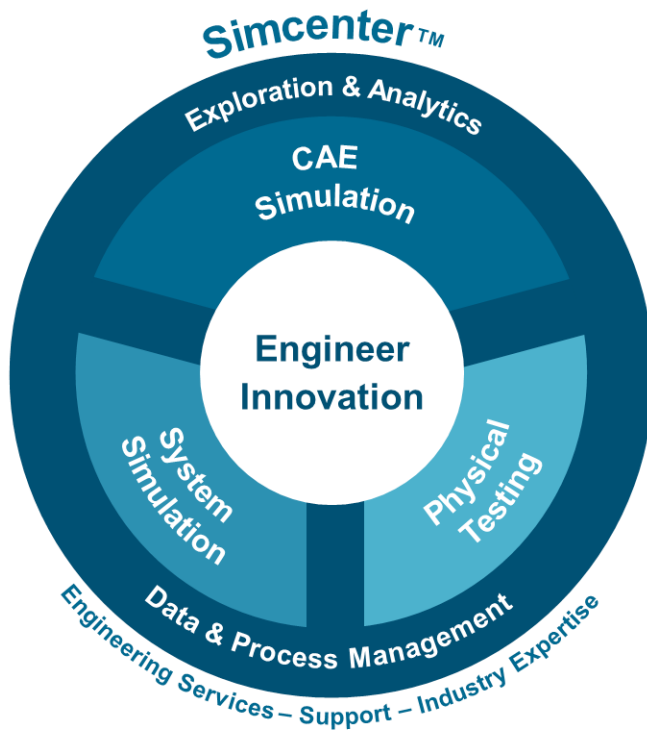 Simcenter™
Exploration & Analytics
CAE
Simulation
Engineer
Innovation
System
Simulation
Physical
Testing
Data & Process Management
Engineering Services – Support – Industry Expertise